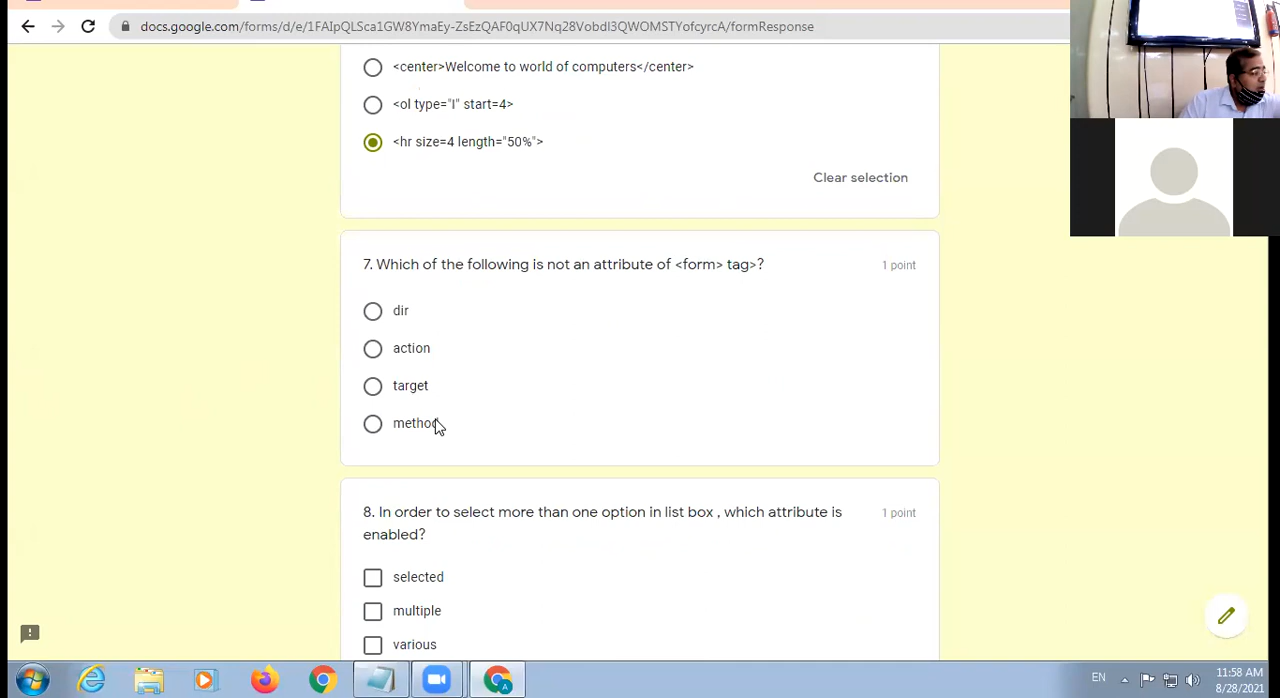 docs.google.com/forms/d/e/1FAIpQLSca1GW8YmaEy-ZsEzQAF0qUX7Nq28Vobdl3QWOMSTYofcyrcA/formResponse
<center>Welcome to world of computers</center>
<ol type="I" start=4>
<hr size=4 length="50%">
Clear selection
7. Which of the following is not an attribute of <form> tag>? 1 point
dir
action
target
method
8. In order to select more than one option in list box , which attribute is 1 point
enabled?
selected
multiple
various
EN 11:58 AM
8/28/2021